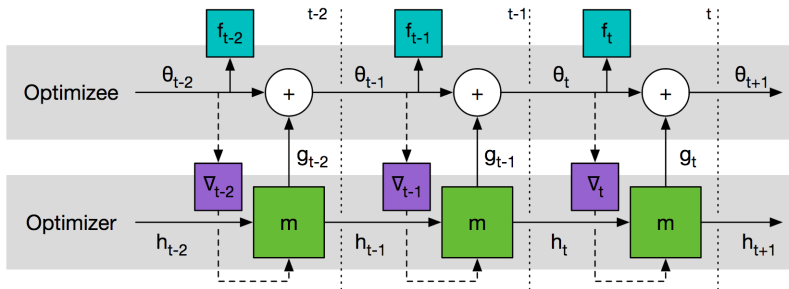 t-2 t-1 t
f_{t-2} f_{t-1} f_t
θ_{t-2} θ_{t-1} θ_t θ_{t+1}
Optimizee + + +
g_{t-2} g_{t-1} g_t
∇_{t-2} ∇_{t-1} ∇_t
Optimizer m m m
h_{t-2} h_{t-1} h_t h_{t+1}